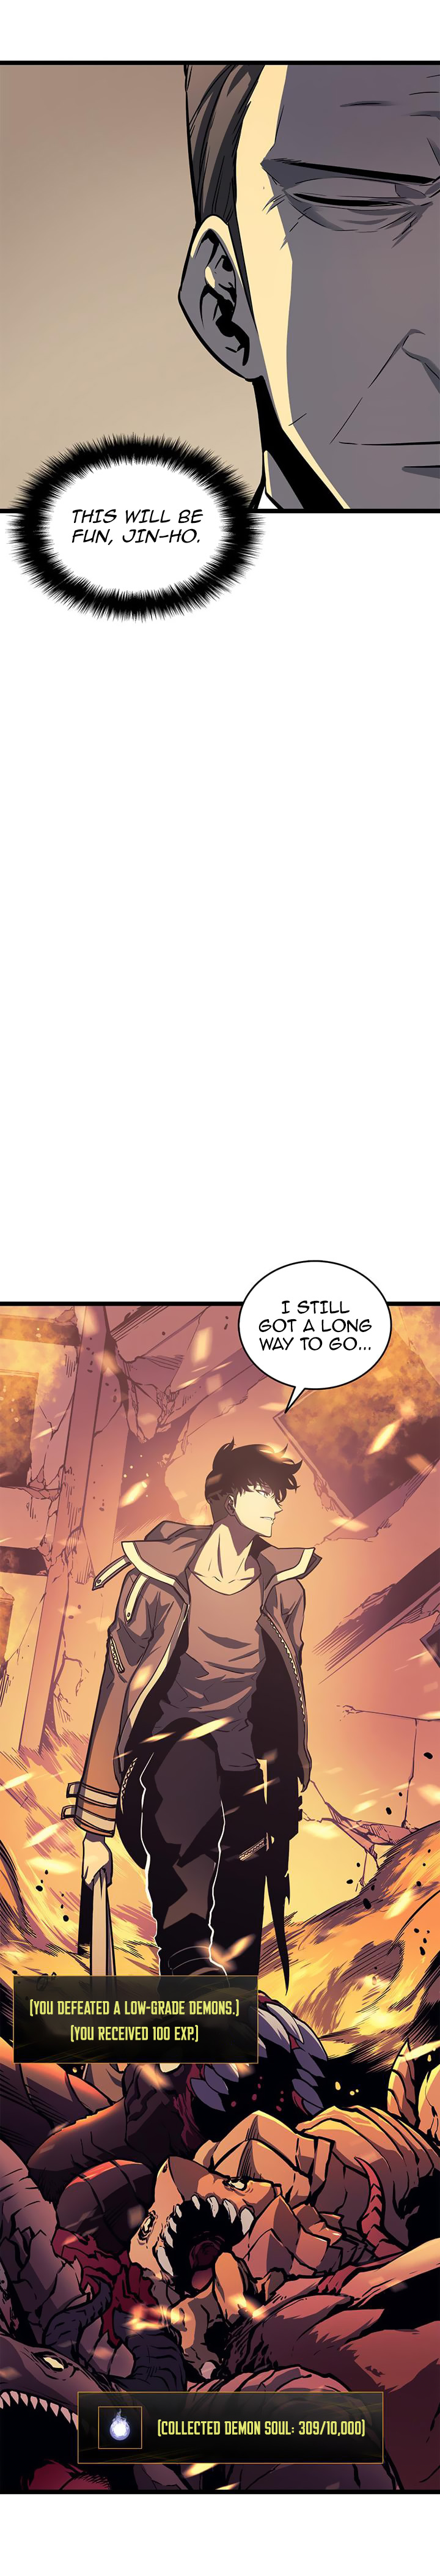 THIS WILL BE
FUN, JIN-HO.
I STILL
GOT A LONG
WAY TO GO...
[YOU DEFEATED A LOW-GRADE DEMONS.]
[YOU RECEIVED 100 EXP.]
[COLLECTED DEMON SOUL: 309/10,000]